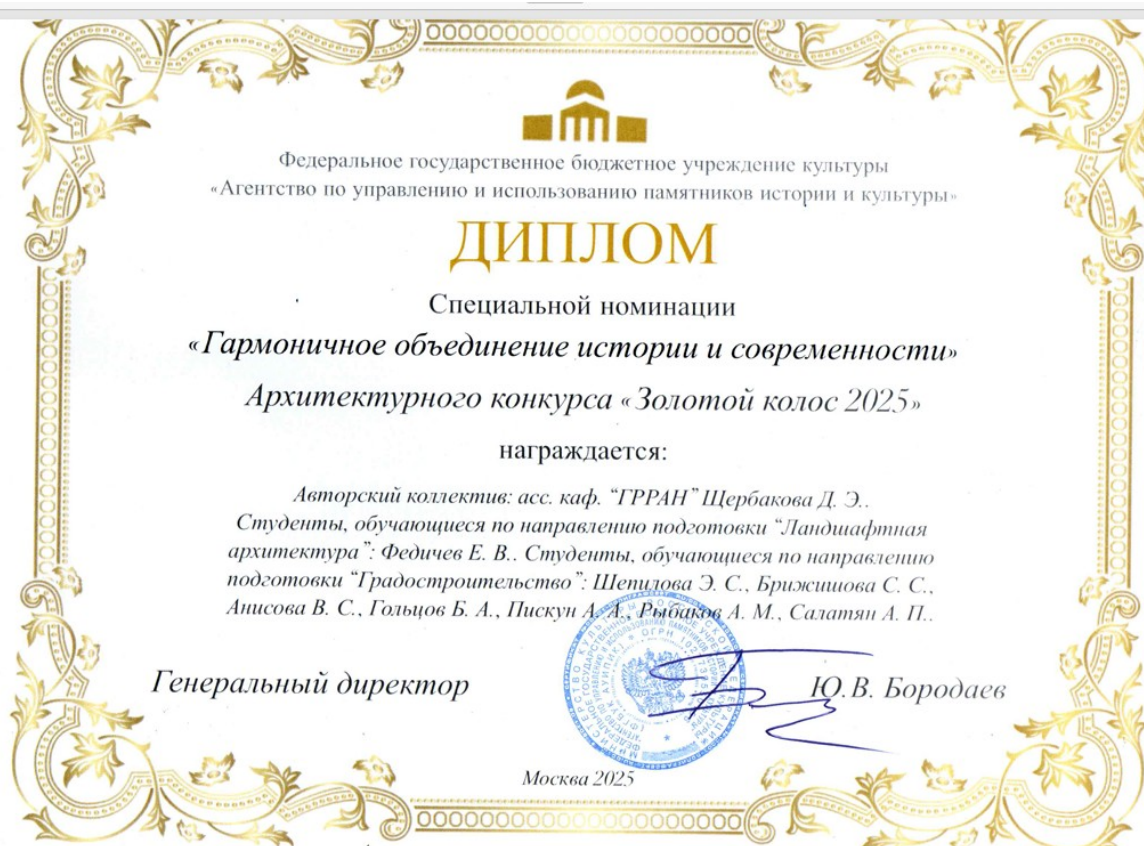 Федеральное государственное бюджетное учреждение культуры
«Агентство по управлению и использованию памятников истории и культуры»
ДИПЛОМ
Специальной номинации
«Гармоничное объединение истории и современности»
Архитектурного конкурса «Золотой колос 2025»
награждается:
Авторский коллектив: асс. каф. “ГРРАН” Щербакова Д. Э..
Студенты, обучающиеся по направлению подготовки “Ландшафтная
архитектура”: Федичев Е. В.. Студенты, обучающиеся по направлению
подготовки “Градостроительство”: Шепилова Э. С., Брижишова С. С.,
Анисова В. С., Гольцов Б. А., Пискун А. А., Рыбаков А. М., Салатян А. П..
Генеральный директор
Ю.В. Бородаев
Москва 2025